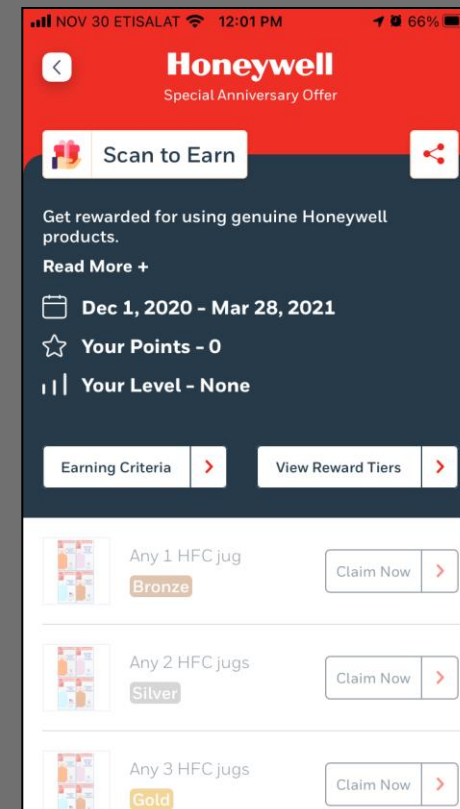 NOV 30 ETISALAT 12:01 PM 66%
Honeywell
Special Anniversary Offer
Scan to Earn
Get rewarded for using genuine Honeywell
products.
Read More +
Dec 1, 2020 - Mar 28, 2021
Your Points - 0
Your Level - None
Earning Criteria
View Reward Tiers
Any 1 HFC jug
Bronze
Claim Now
Any 2 HFC jugs
Silver
Claim Now
Any 3 HFC jugs
Gold
Claim Now